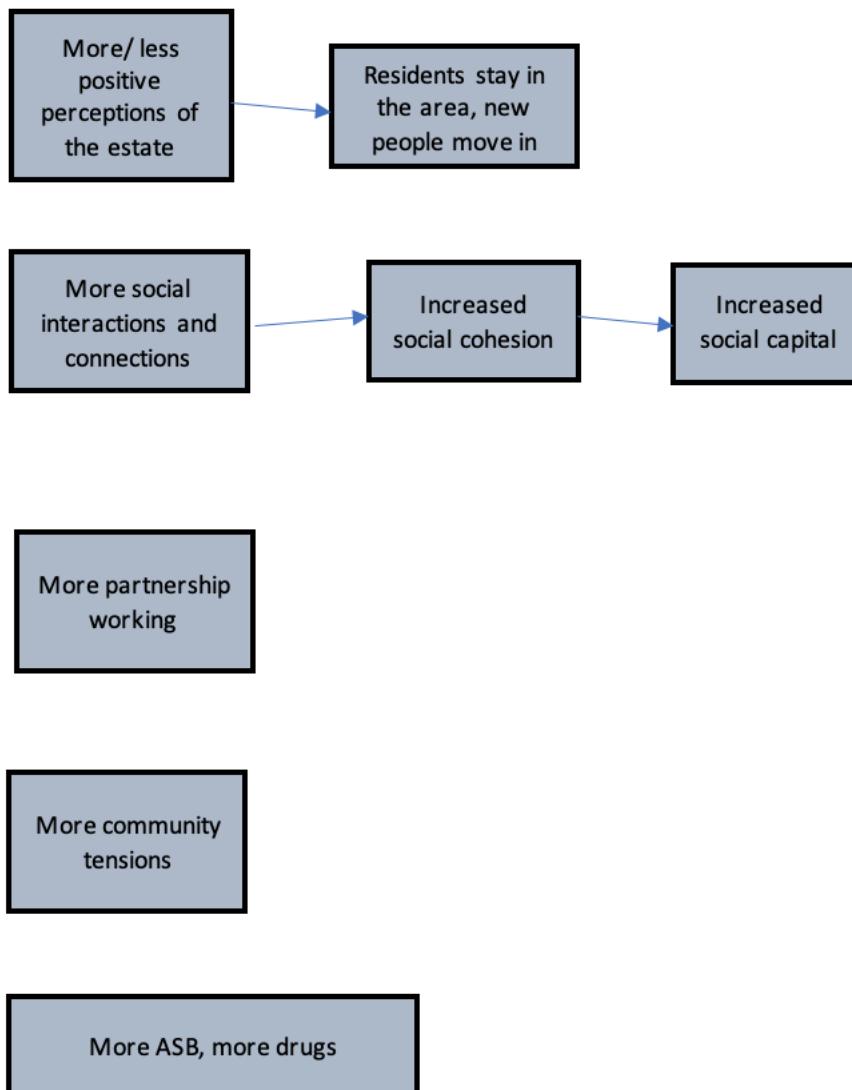 More/ less
positive
perceptions of
the estate
Residents stay in
the area, new
people move in
More social
interactions and
connections
Increased
social cohesion
Increased
social capital
More partnership
working
More community
tensions
More ASB, more drugs